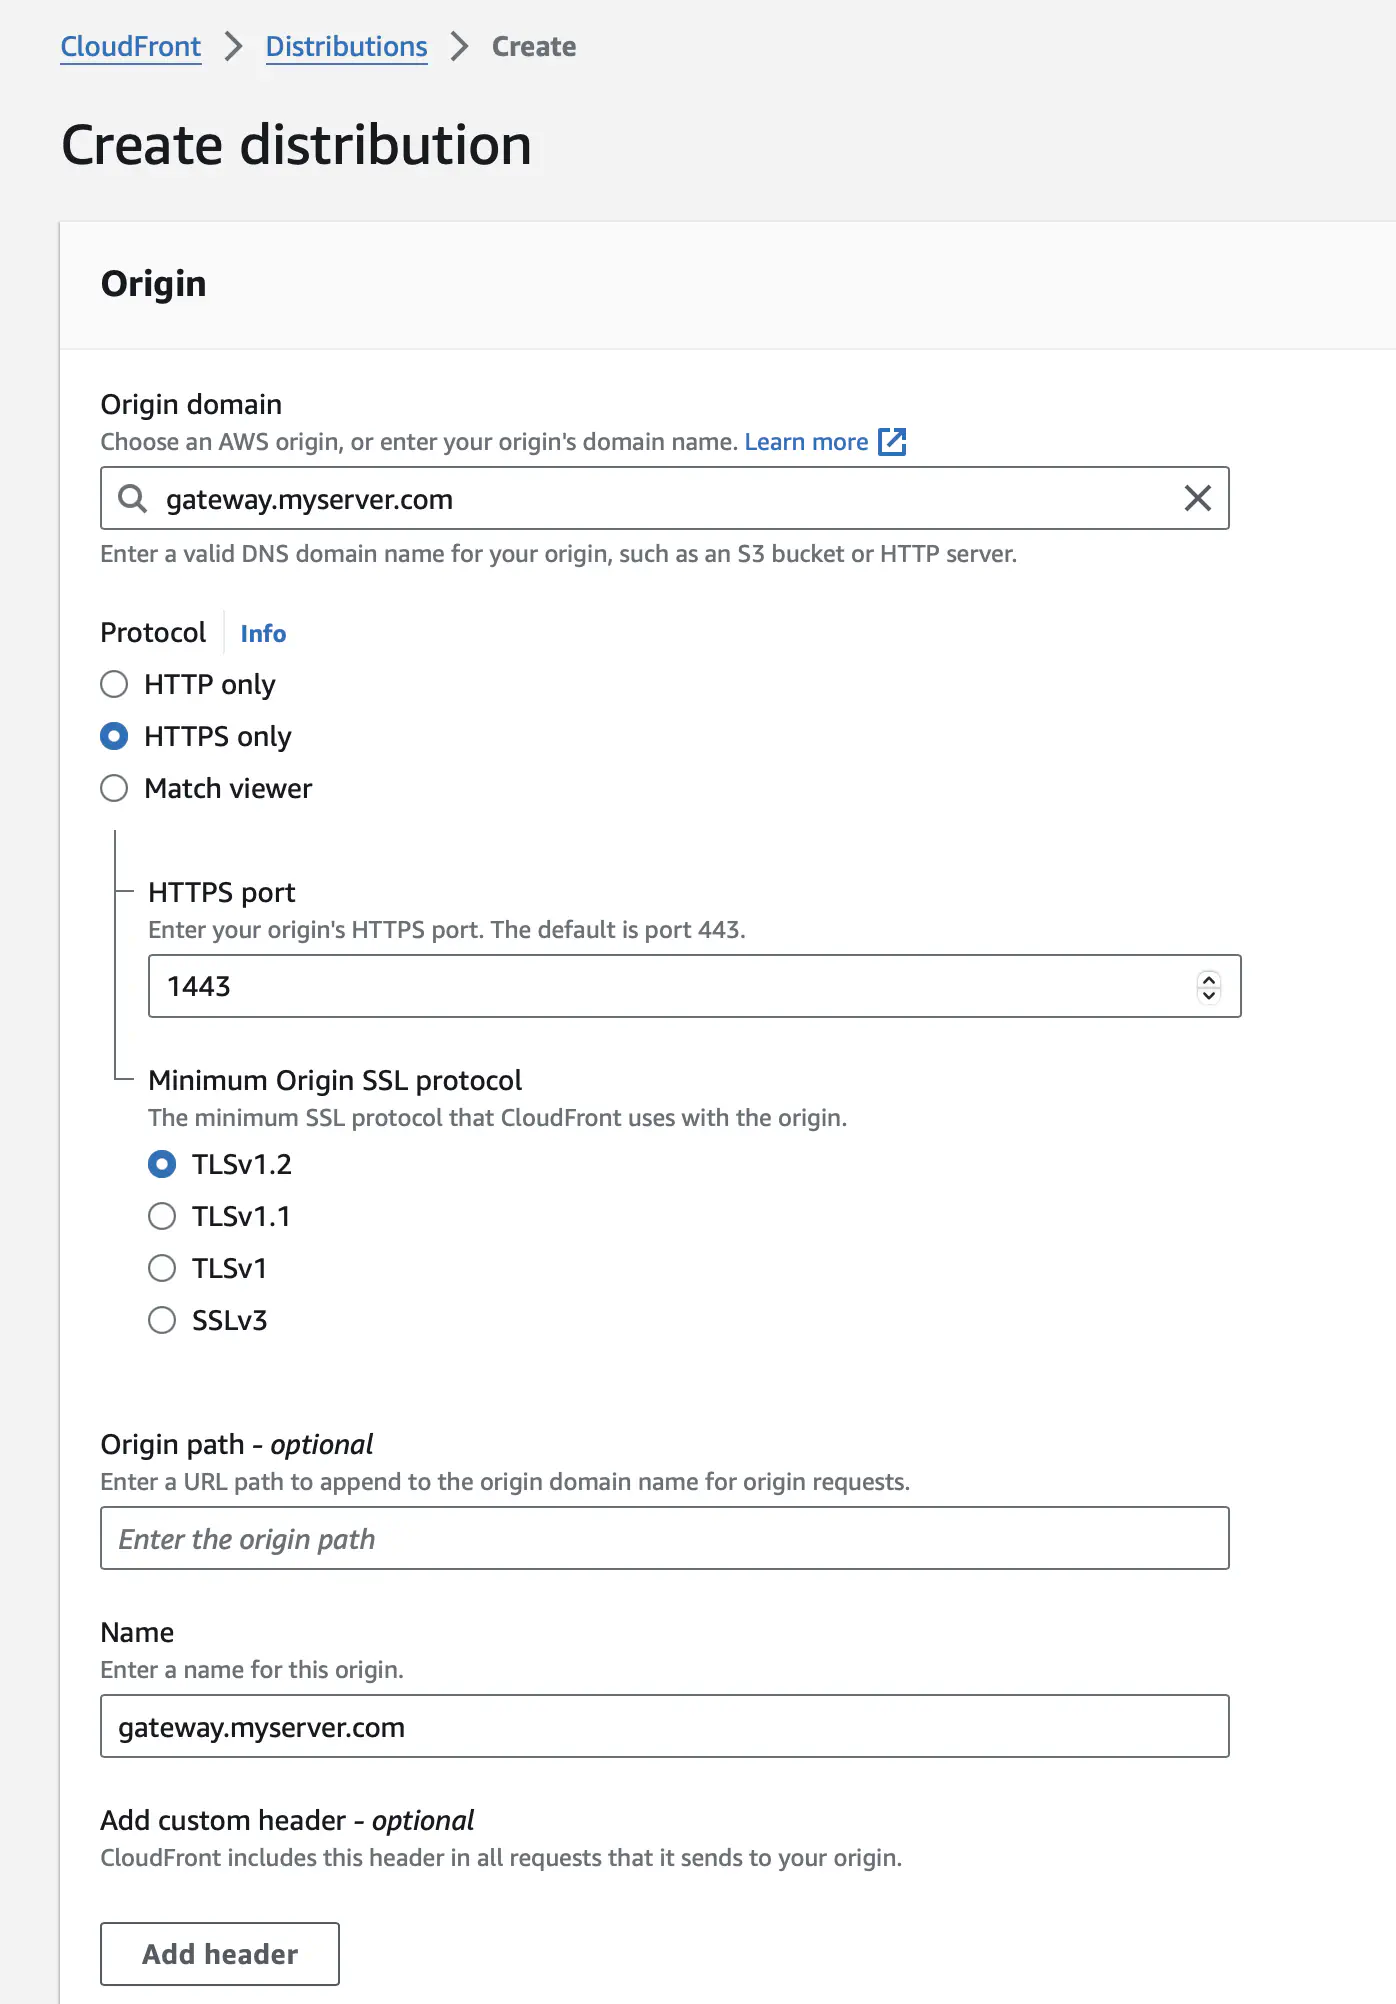 CloudFront > Distributions > Create
Create distribution
Origin
Origin domain
Choose an AWS origin, or enter your origin's domain name. Learn more
gateway.myserver.com
Enter a valid DNS domain name for your origin, such as an S3 bucket or HTTP server.
Protocol Info
HTTP only
HTTPS only
Match viewer
HTTPS port
Enter your origin's HTTPS port. The default is port 443.
1443
Minimum Origin SSL protocol
The minimum SSL protocol that CloudFront uses with the origin.
TLSv1.2
TLSv1.1
TLSv1
SSLv3
Origin path - optional
Enter a URL path to append to the origin domain name for origin requests.
Enter the origin path
Name
Enter a name for this origin.
gateway.myserver.com
Add custom header - optional
CloudFront includes this header in all requests that it sends to your origin.
Add header